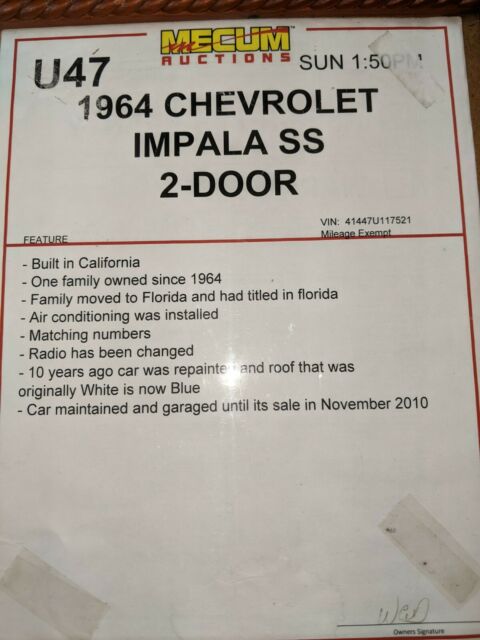 MECUM
AUCTIONS
U47
SUN 1:50PM
1964 CHEVROLET
IMPALA SS
2-DOOR
VIN: 41447U117521
Mileage Exempt
FEATURE
- Built in California
- One family owned since 1964
- Family moved to Florida and had titled in florida
- Air conditioning was installed
- Matching numbers
- Radio has been changed
- 10 years ago car was repainted and roof that was
originally White is now Blue
- Car maintained and garaged until its sale in November 2010
Owners Signature